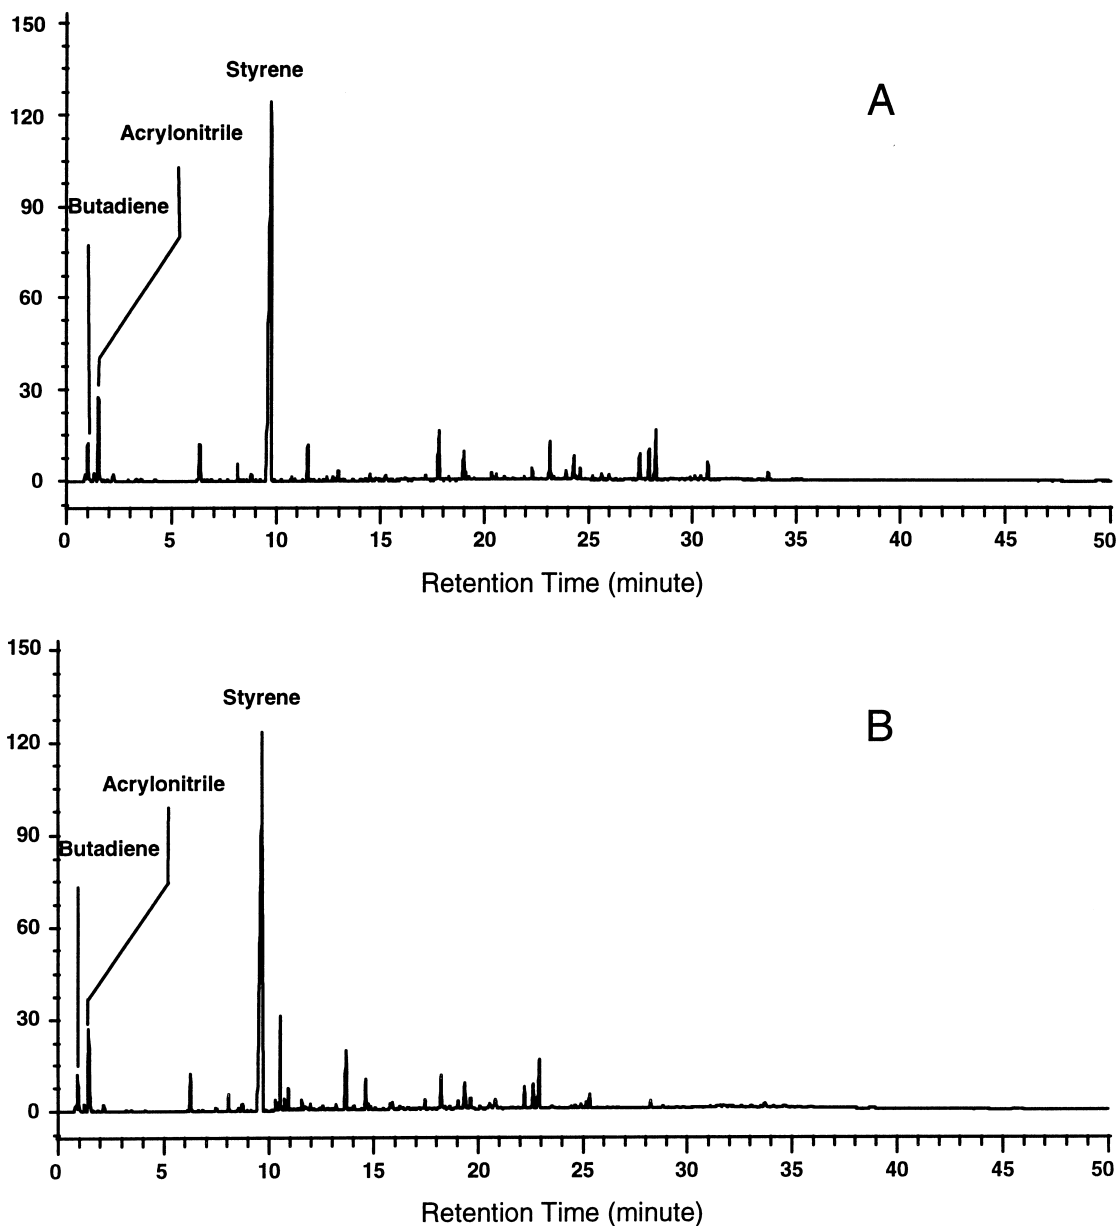 150
Styrene
A
120
Acrylonitrile
90
Butadiene
60
30
0
0 5 10 15 20 25 30 35 40 45 50
Retention Time (minute)
150
Styrene
B
120
Acrylonitrile
90
Butadiene
60
30
0
0 5 10 15 20 25 30 35 40 45 50
Retention Time (minute)